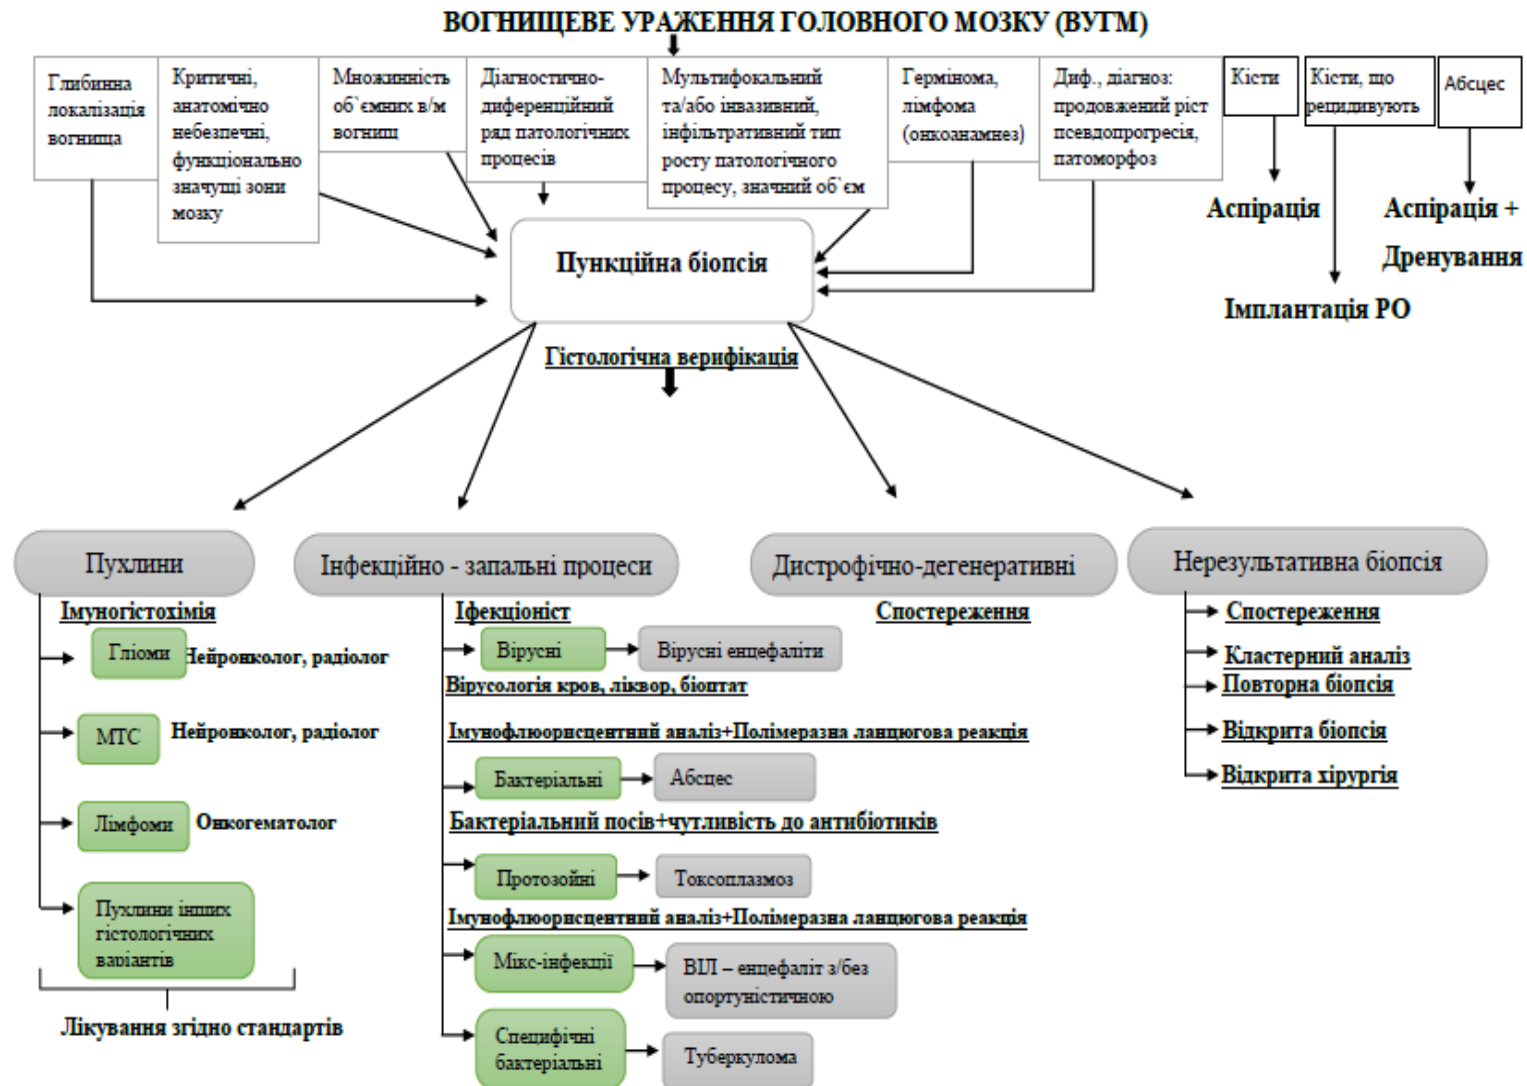 ВОГНИЩЕВЕ УРАЖЕННЯ ГОЛОВНОГО МОЗКУ (ВУГМ)
Глибинна
локалізація
вогнища
Критичні,
анатомічно
небезпечні,
функціонально
значущі зони
мозку
Множинність
об`ємних в/м
вогнищ
Діагностично-
диференційний
ряд патологічних
процесів
Мультифокальний
та/або інвазивний,
інфільтративний тип
росту патологічного
процесу, значний об`єм
Гермінома,
лімфома
(онкоанамнез)
Диф., діагноз:
продовжений ріст
псевдопрогресія,
патоморфоз
Кісти
Кісти, що
рецидивують
Абсцес
Аспірація
Аспірація +
Дренування
Імплантація РО
Пункційна біопсія
Гістологічна верифікація
Пухлини
Імуногістохімія
Гліоми
Нейронколог, радіолог
МТС
Нейронколог, радіолог
Лімфоми
Онкогематолог
Пухлини інших
гістологічних
варіантів
Лікування згідно стандартів
Інфекційно - запальні процеси
Іфекціоніст
Вірусні
Вірусні енцефаліти
Вірусологія кров, ліквор, біоптат
Імунофлюорисцентний аналіз+Полімеразна ланцюгова реакція
Бактеріальні
Абсцес
Бактеріальний посів+чутливість до антибіотиків
Протозойні
Токсоплазмоз
Імунофлюорисцентний аналіз+Полімеразна ланцюгова реакція
Мікс-інфекції
ВІЛ – енцефаліт з/без
опортуністичною
Специфічні
бактеріальні
Туберкулома
Дистрофічно-дегенеративні
Спостереження
Нерезультативна біопсія
Спостереження
Кластерний аналіз
Повторна біопсія
Відкрита біопсія
Відкрита хірургія